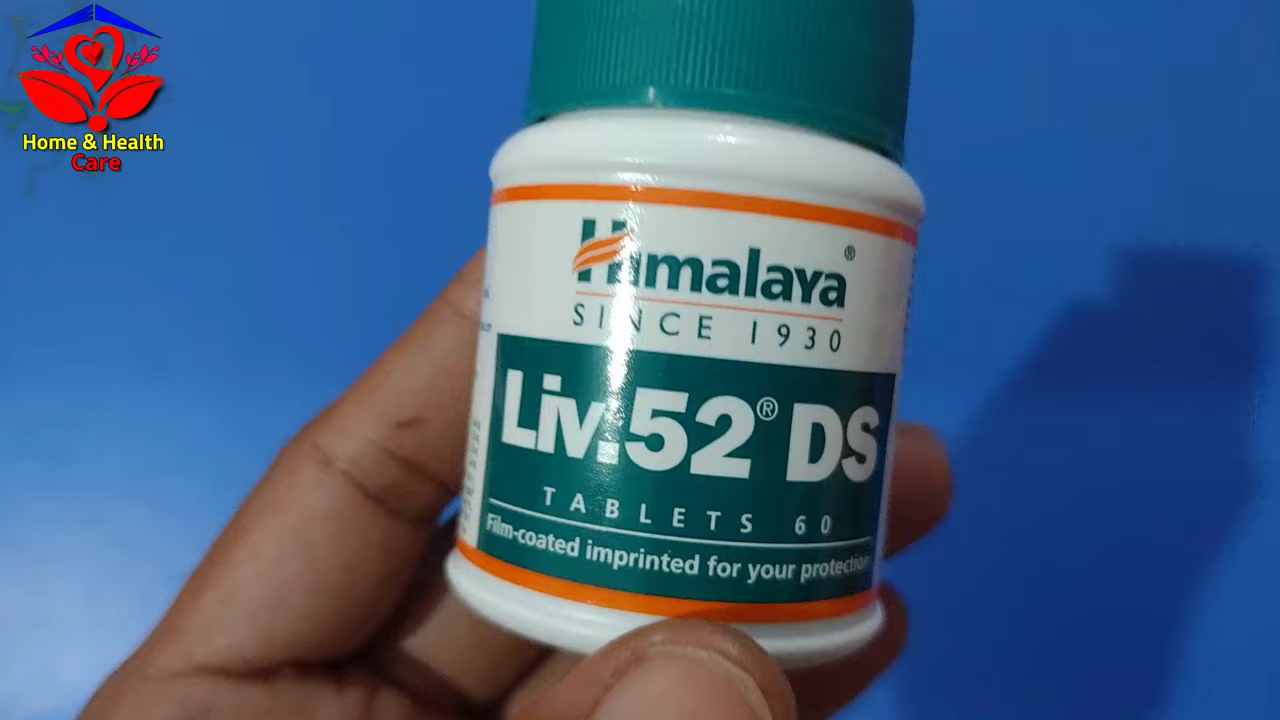 Home & Health
Care
Himalaya®
SINCE 1930
Liv.52® DS
TABLETS 60
Film-coated imprinted for your protection